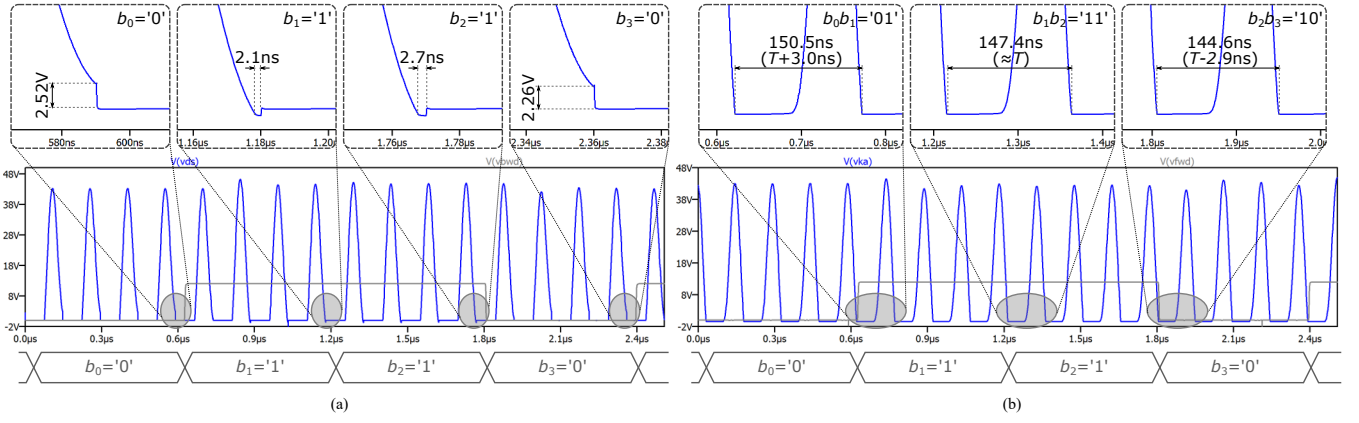 b₀='0'
b₁='1'
b₂='1'
b₃='0'
2.52V
2.1ns
2.7ns
2.26V
580ns 600ns
1.16µs 1.18µs 1.20µs
1.76µs 1.78µs
2.34µs 2.36µs 2.38µs
V(vds) V(vbwd)
48V
38V
28V
18V
8V
-2V
0.0µs 0.3µs 0.6µs 0.9µs 1.2µs 1.5µs 1.8µs 2.1µs 2.4µs
b₀='0' b₁='1' b₂='1' b₃='0'
(a)
b₀b₁='01'
b₁b₂='11'
b₂b₃='10'
150.5ns
(T+3.0ns)
147.4ns
(≈T)
144.6ns
(T-2.9ns)
0.6µs 0.7µs 0.8µs
1.2µs 1.3µs 1.4µs
1.8µs 1.9µs 2.0µs
V(vka) V(vfwd)
48V
38V
28V
18V
8V
-2V
0.0µs 0.3µs 0.6µs 0.9µs 1.2µs 1.5µs 1.8µs 2.1µs 2.4µs
b₀='0' b₁='1' b₂='1' b₃='0'
(b)